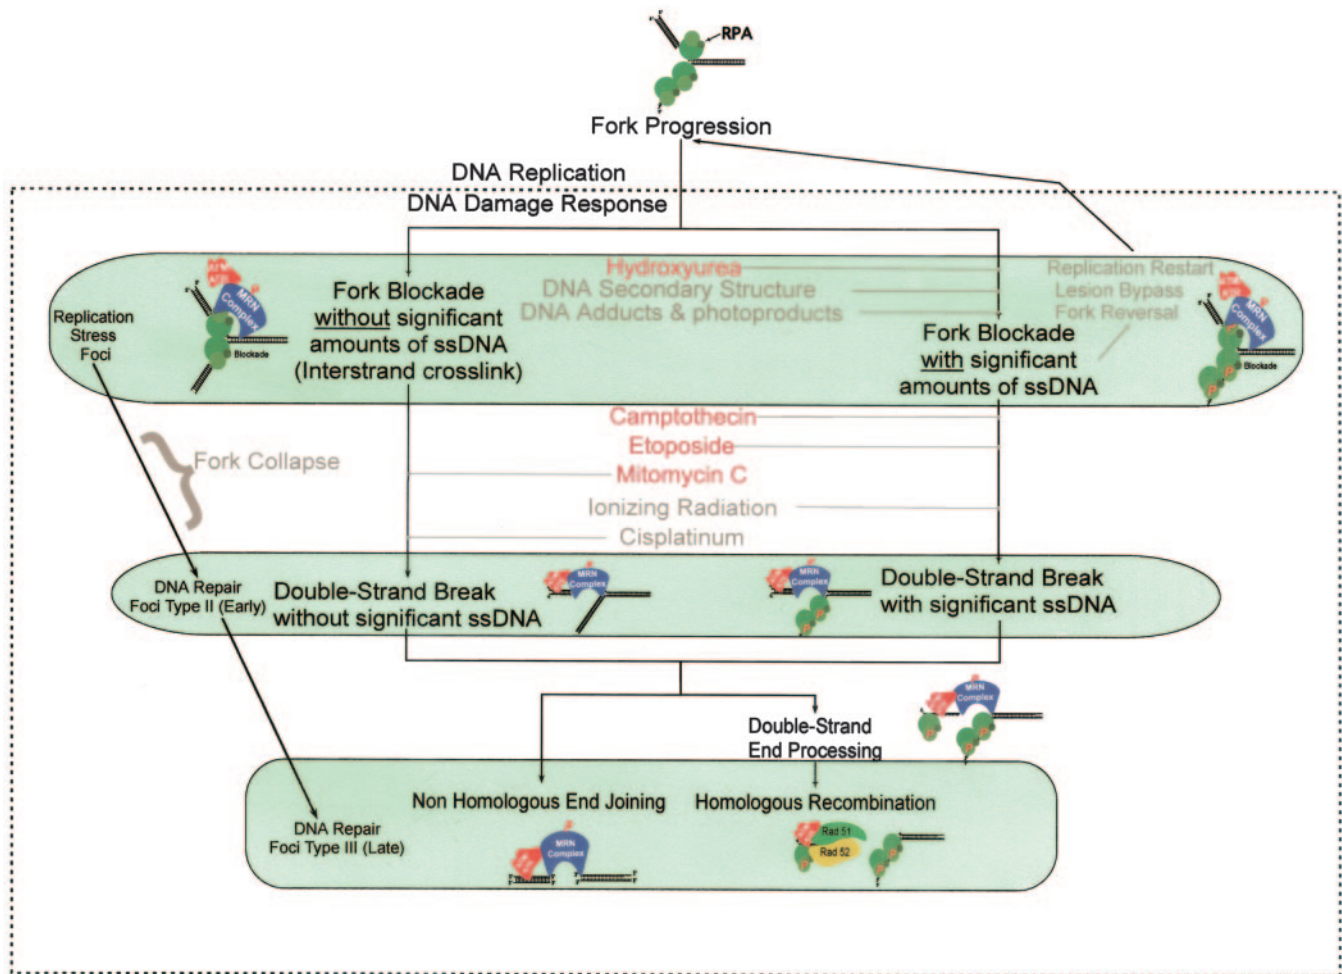 RPA
Fork Progression
DNA Replication
DNA Damage Response
Replication
Stress
Foci
MRN
Complex
Blockade
Fork Blockade
without significant
amounts of ssDNA
(Interstrand crosslink)
Hydroxyurea
DNA Secondary Structure
DNA Adducts & photoproducts
Fork Blockade
with significant
amounts of ssDNA
Replication Restart
Lesion Bypass
Fork Reversal
MRN
Complex
Blockade
Fork Collapse
Camptothecin
Etoposide
Mitomycin C
Ionizing Radiation
Cisplatinum
DNA Repair
Foci Type II (Early)
Double-Strand Break
without significant ssDNA
MRN
Complex
MRN
Complex
Double-Strand Break
with significant ssDNA
MRN
Complex
Double-Strand
End Processing
Non Homologous End Joining
Homologous Recombination
DNA Repair
Foci Type III (Late)
MRN
Complex
Rad 51
Rad 52